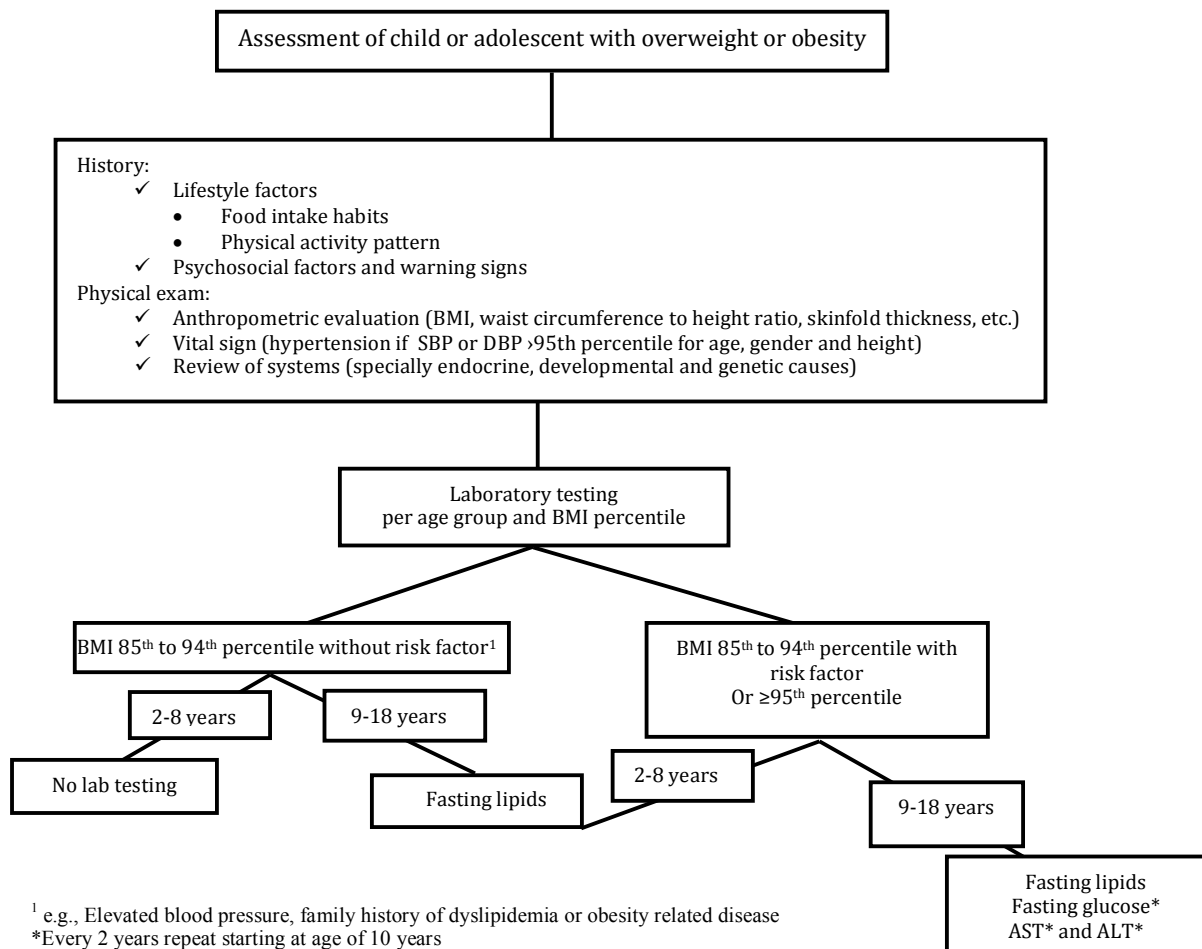 Assessment of child or adolescent with overweight or obesity
History:
✓ Lifestyle factors
• Food intake habits
• Physical activity pattern
✓ Psychosocial factors and warning signs
Physical exam:
✓ Anthropometric evaluation (BMI, waist circumference to height ratio, skinfold thickness, etc.)
✓ Vital sign (hypertension if SBP or DBP ›95th percentile for age, gender and height)
✓ Review of systems (specially endocrine, developmental and genetic causes)
Laboratory testing
per age group and BMI percentile
BMI 85th to 94th percentile without risk factor1
2-8 years
9-18 years
No lab testing
Fasting lipids
BMI 85th to 94th percentile with
risk factor
Or ≥95th percentile
2-8 years
9-18 years
Fasting lipids
Fasting glucose*
AST* and ALT*
1 e.g., Elevated blood pressure, family history of dyslipidemia or obesity related disease
*Every 2 years repeat starting at age of 10 years